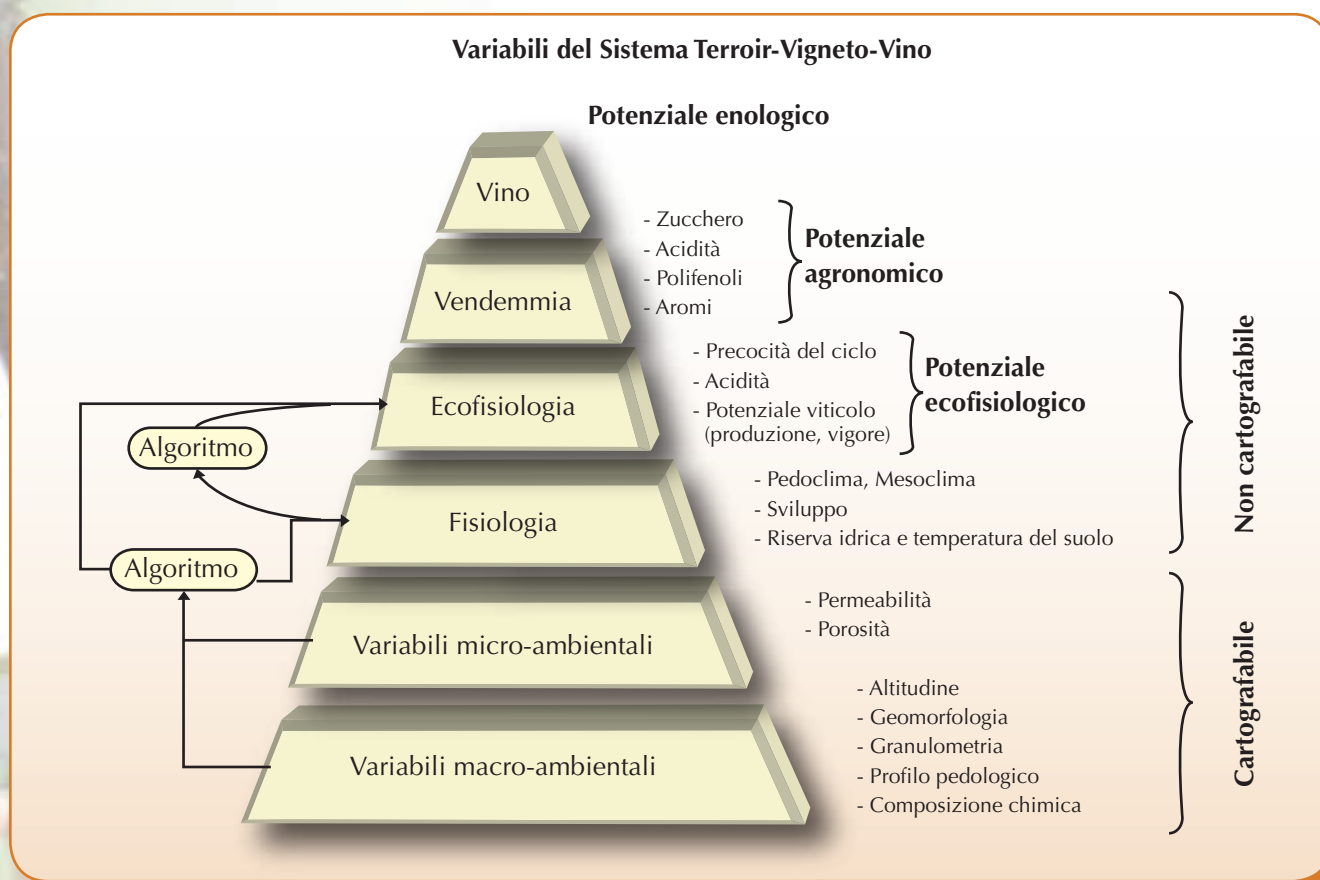 Variabili del Sistema Terroir-Vigneto-Vino
Potenziale enologico
Vino
- Zucchero
- Acidità
- Polifenoli
- Aromi
Potenziale
agronomico
Vendemmia
- Precocità del ciclo
- Acidità
- Potenziale viticolo
(produzione, vigore)
Potenziale
ecofisiologico
Ecofisiologia
Algoritmo
- Pedoclima, Mesoclima
- Sviluppo
- Riserva idrica e temperatura del suolo
Non cartografabile
Fisiologia
Algoritmo
- Permeabilità
- Porosità
Variabili micro-ambientali
- Altitudine
- Geomorfologia
- Granulometria
- Profilo pedologico
- Composizione chimica
Cartografabile
Variabili macro-ambientali